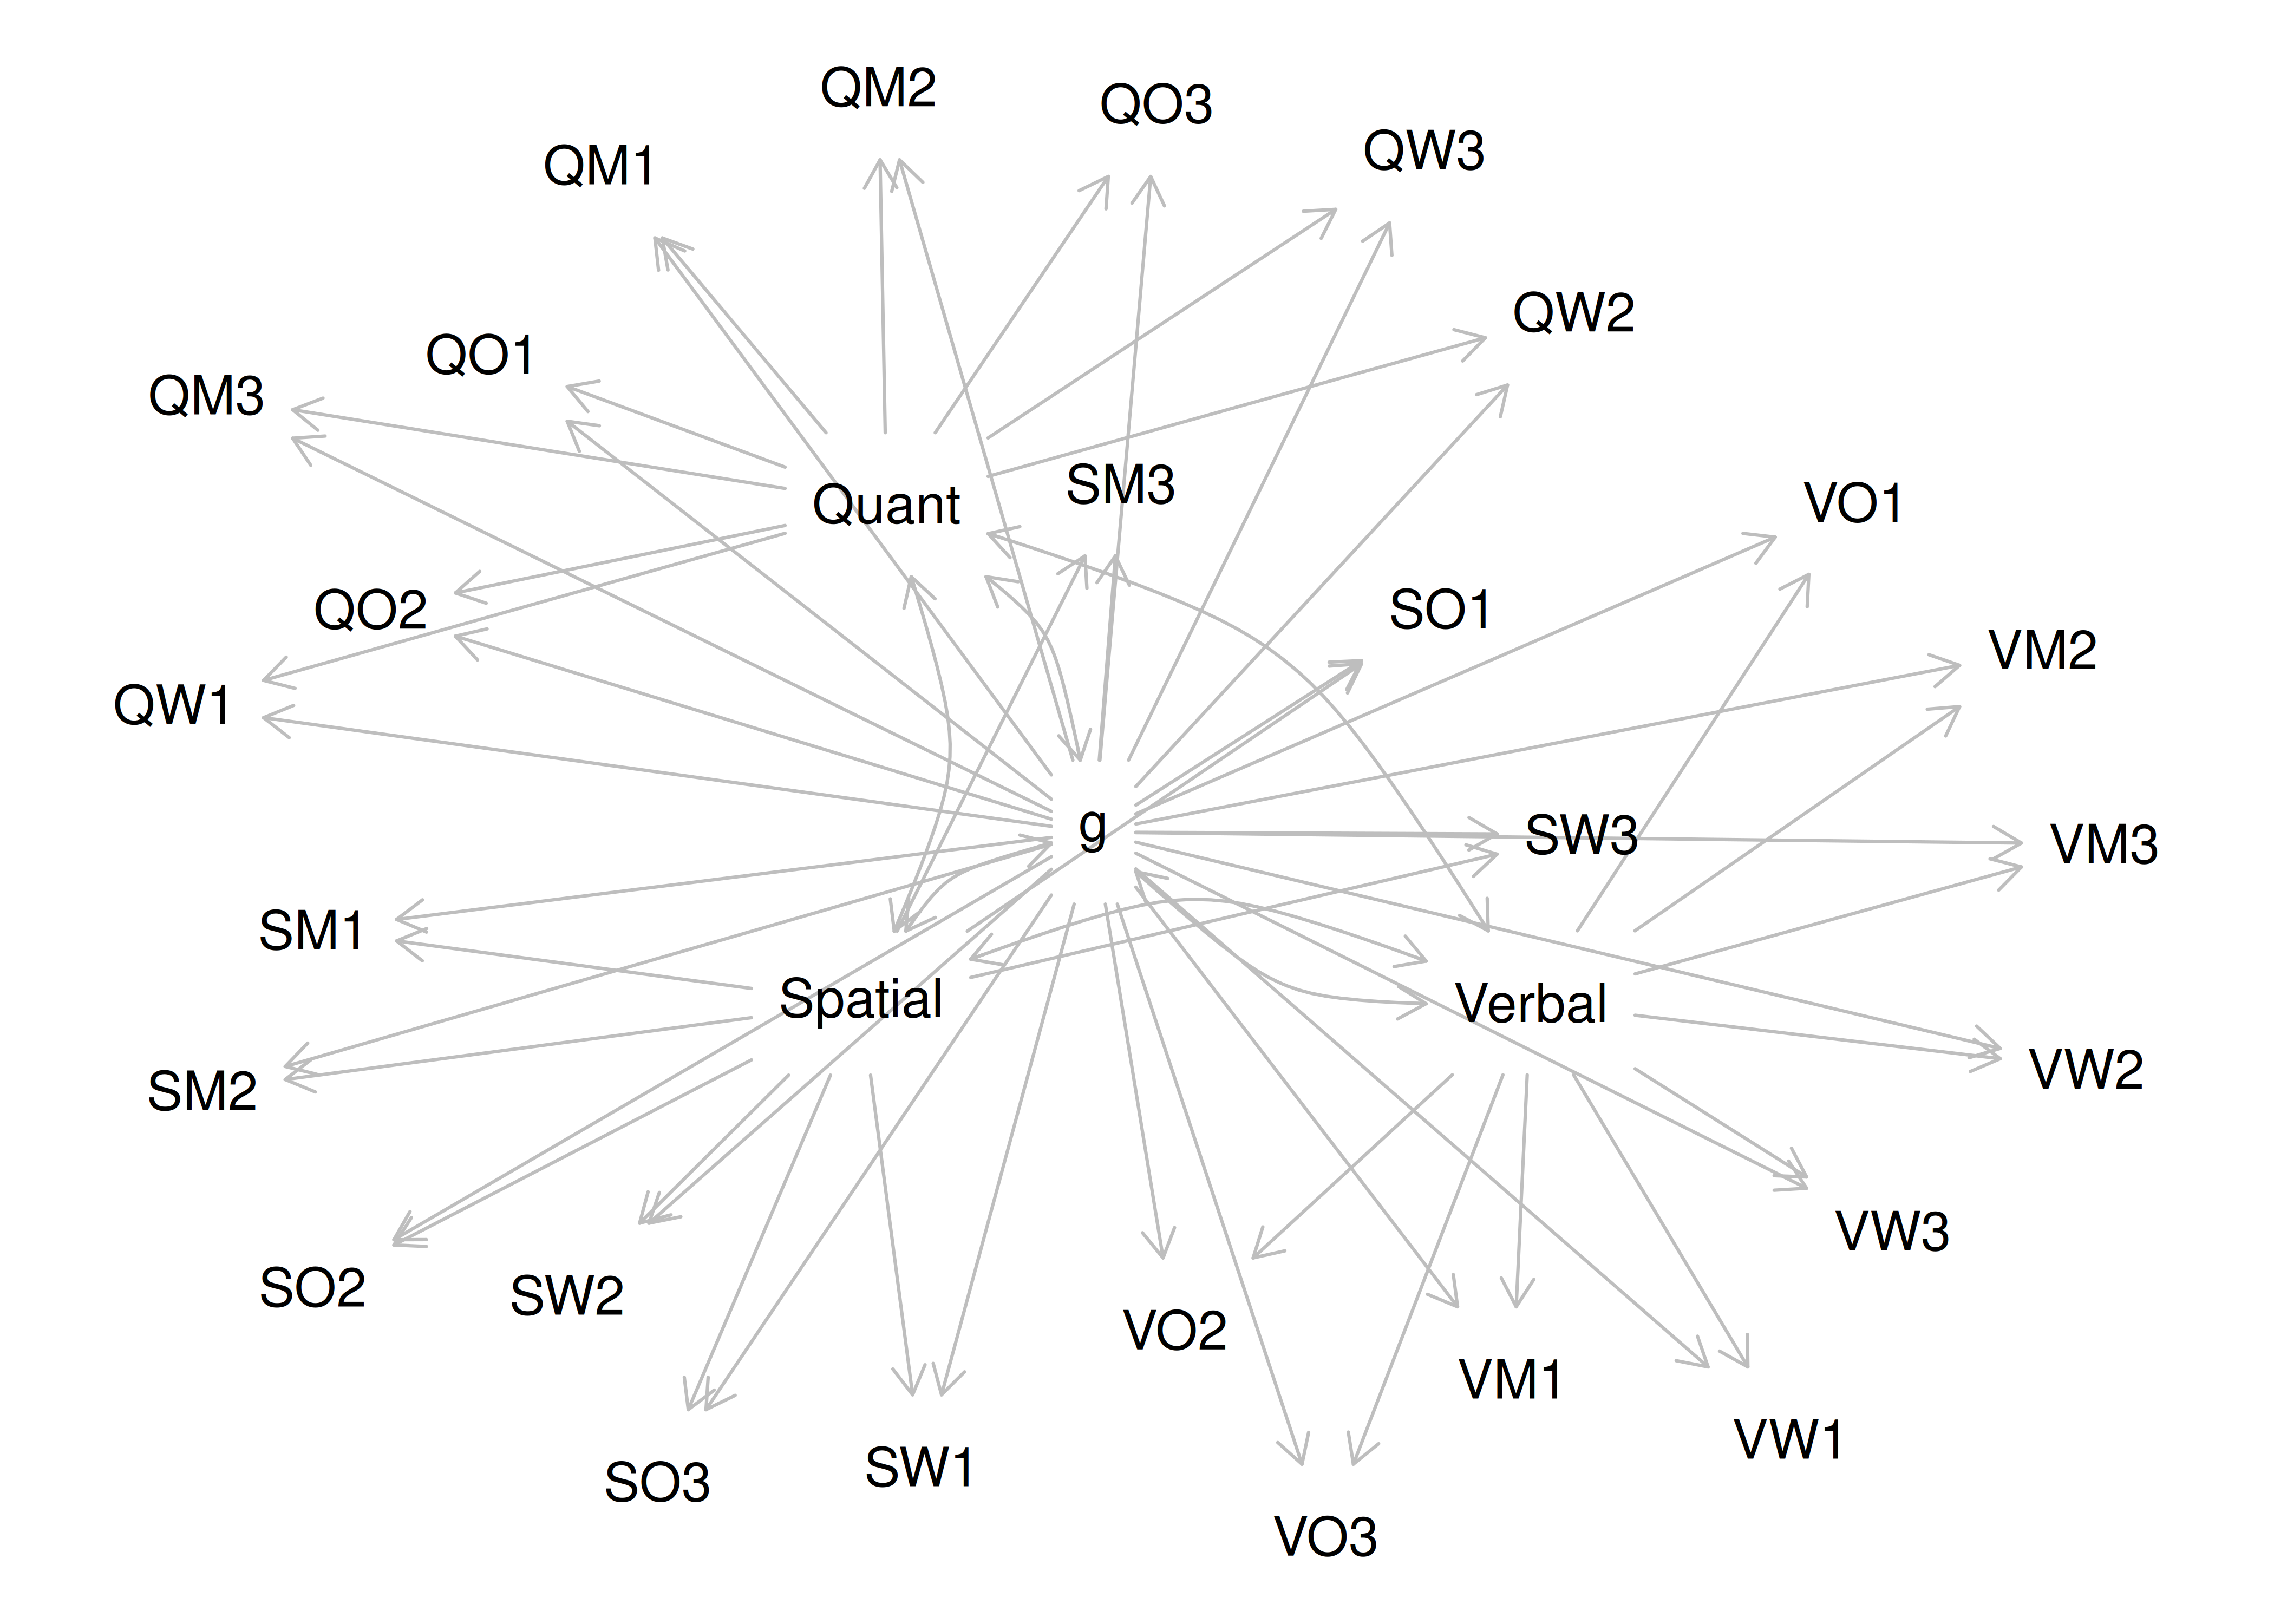 QM2
QO3
QW3
QM1
QW2
QO1
QM3
SM3
Quant
VO1
QO2
SO1
VM2
QW1
g
SW3
VM3
SM1
Spatial
Verbal
VW2
SM2
VW3
SO2
SW2
VO2
VM1
VW1
SW1
SO3
VO3